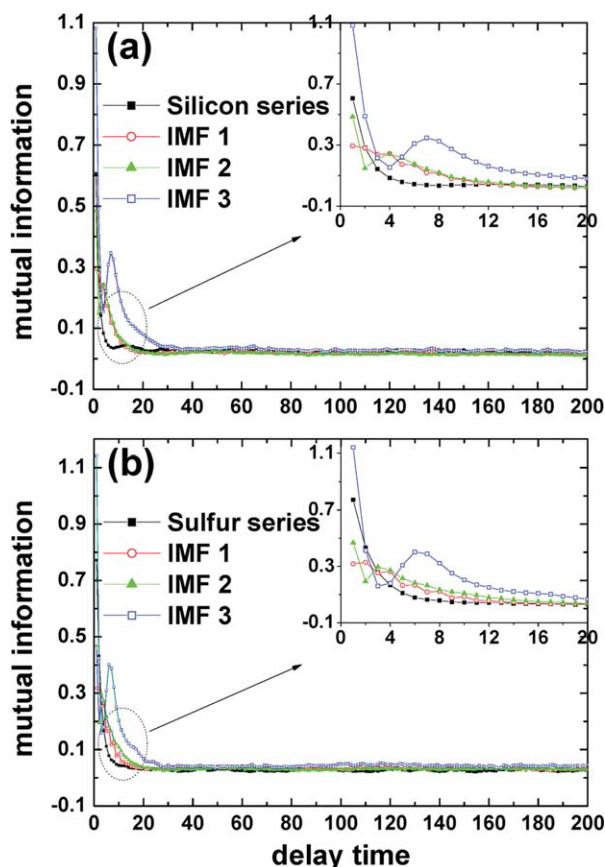 (a)
mutual information
1.1
0.9
0.7
0.5
0.3
0.1
-0.1
0 20 40 60 80 100 120 140 160 180 200
Silicon series
IMF 1
IMF 2
IMF 3
1.1
0.7
0.3
-0.1
0 4 8 12 16 20
(b)
mutual information
1.1
0.9
0.7
0.5
0.3
0.1
-0.1
0 20 40 60 80 100 120 140 160 180 200
Sulfur series
IMF 1
IMF 2
IMF 3
1.1
0.7
0.3
-0.1
0 4 8 12 16 20
delay time